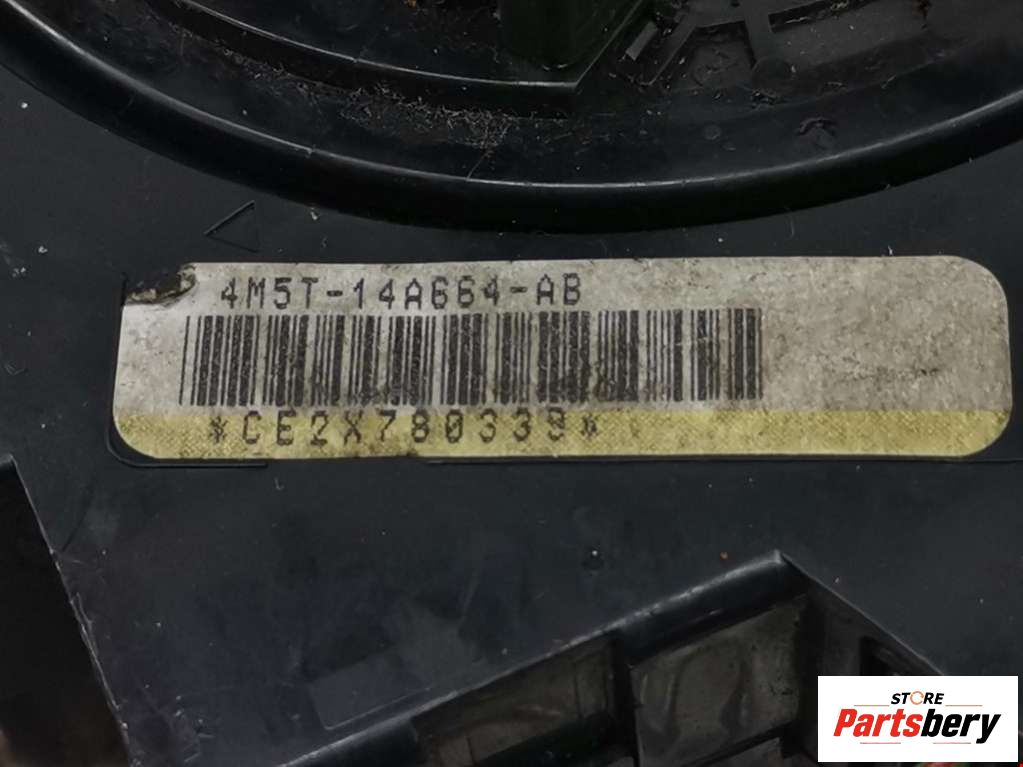 4M5T-14A664-AB
*CE2X780339*
STORE
Partsbery